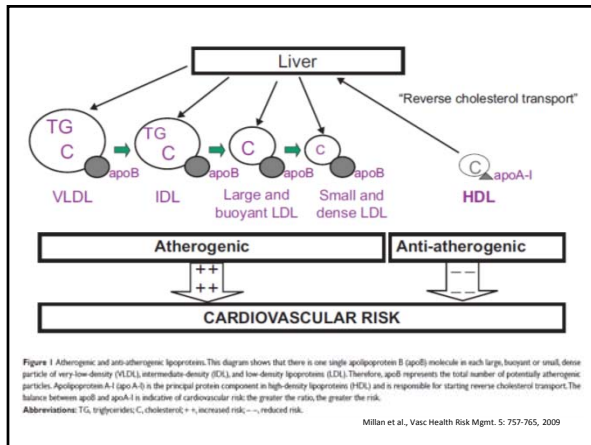 Liver
"Reverse cholesterol transport"
TG
C
apoB
TG
C
apoB
C
apoB
C
apoB
C
apoA-I
VLDL
IDL
Large and
buoyant LDL
Small and
dense LDL
HDL
Atherogenic
Anti-atherogenic
++
++
– –
– –
CARDIOVASCULAR RISK
Figure 1 Atherogenic and anti-atherogenic lipoproteins. This diagram shows that there is one single apolipoprotein B (apoB) molecule in each large, buoyant or small, dense
particle of very-low-density (VLDL), intermediate-density (IDL), and low-density lipoproteins (LDL). Therefore, apoB represents the total number of potentially atherogenic
particles. Apolipoprotein A-I (apo A-I) is the principal protein component in high-density lipoproteins (HDL) and is responsible for starting reverse cholesterol transport. The
balance between apoB and apoA-I is indicative of cardiovascular risk: the greater the ratio, the greater the risk.
Abbreviations: TG, triglycerides; C, cholesterol; + +, increased risk; – –, reduced risk.
Millan et al., Vasc Health Risk Mgmt. 5: 757-765, 2009